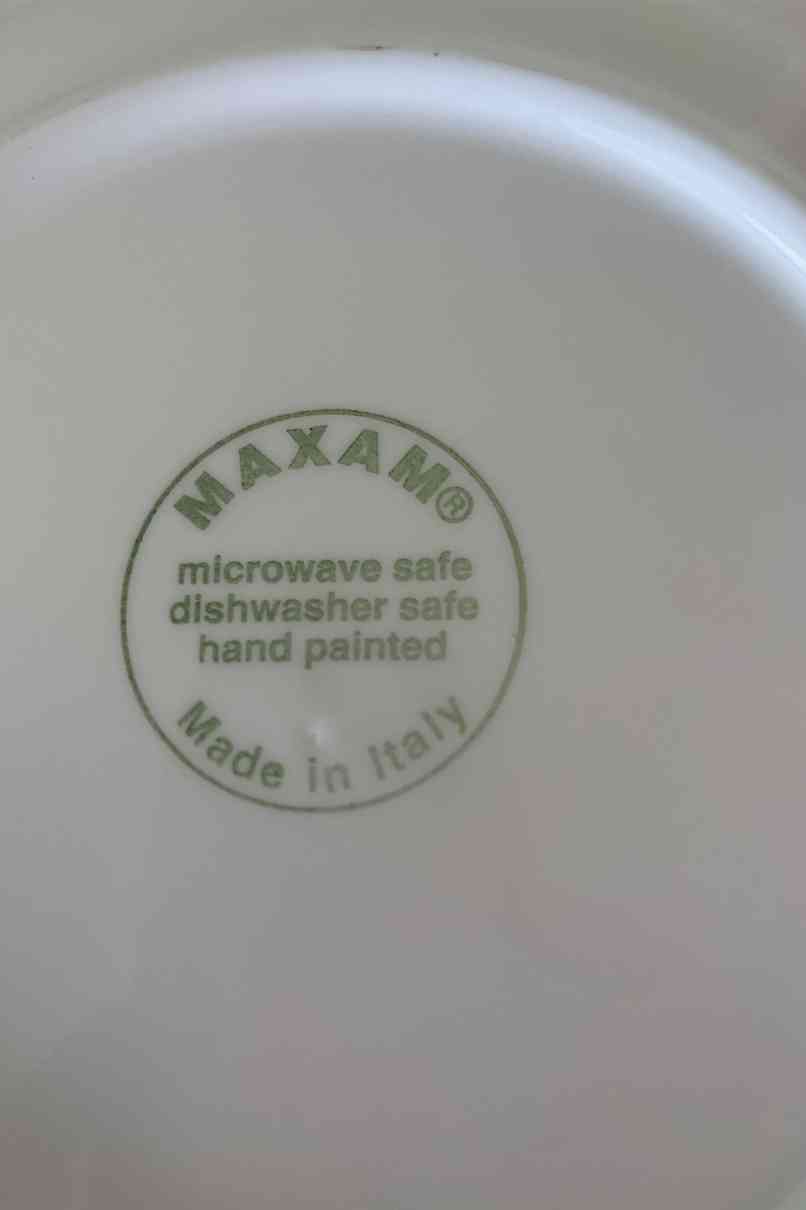 MAXAM®
microwave safe
dishwasher safe
hand painted
Made in Italy